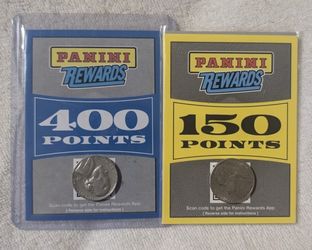 PANINI
REWARDS
400
POINTS
Scan code to get the Panini Rewards App
( Reverse side for instructions )
PANINI
REWARDS
150
POINTS
Scan code to get the Panini Rewards App
( Reverse side for instructions )